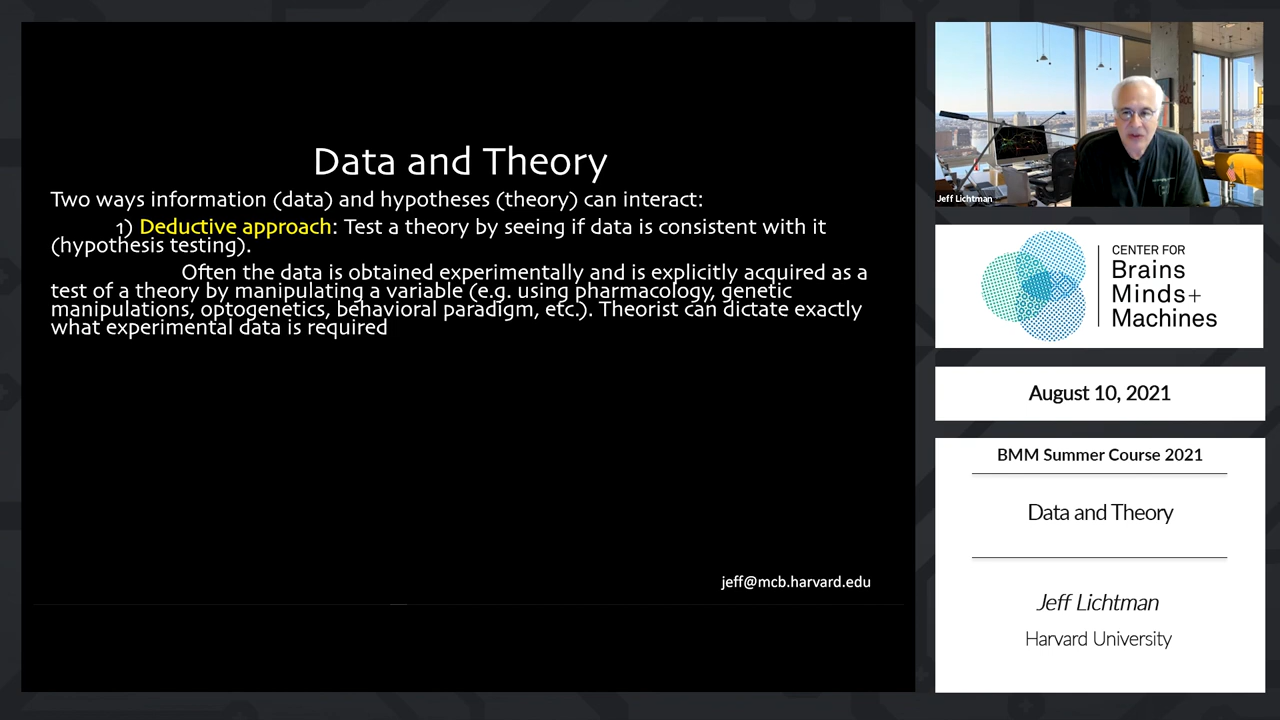 Data and Theory
Two ways information (data) and hypotheses (theory) can interact:
1) Deductive approach: Test a theory by seeing if data is consistent with it
(hypothesis testing).
Often the data is obtained experimentally and is explicitly acquired as a
test of a theory by manipulating a variable (e.g. using pharmacology, genetic
manipulations, optogenetics, behavioral paradigm, etc.). Theorist can dictate exactly
what experimental data is required
jeff@mcb.harvard.edu
Jeff Lichtman
CENTER FOR
Brains
Minds+
Machines
August 10, 2021
BMM Summer Course 2021
Data and Theory
Jeff Lichtman
Harvard University